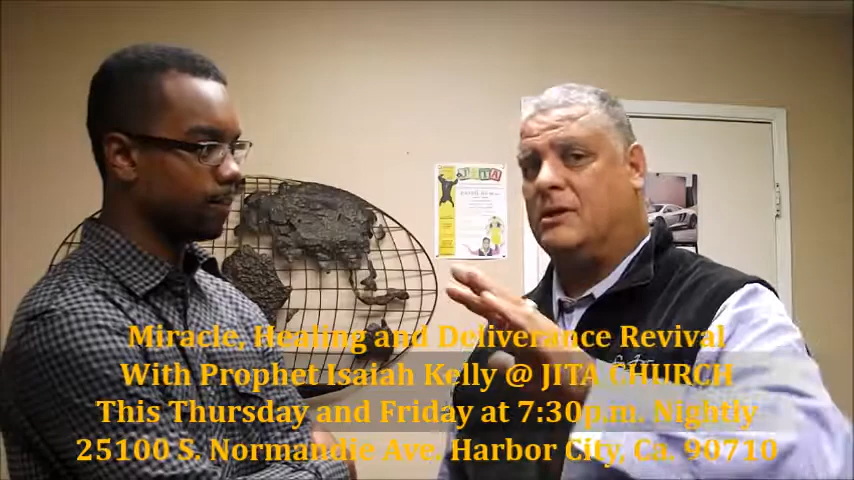 JITA
Miracle, Healing and Deliverance Revival
With Prophet Isaiah Kelly @ JITA CHURCH
This Thursday and Friday at 7:30p.m. Nightly
25100 S. Normandie Ave. Harbor City, Ca. 90710